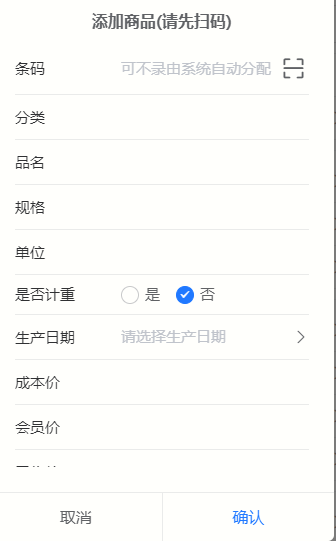 添加商品(请先扫码)
条码 可不录由系统自动分配
分类
品名
规格
单位
是否计重 是 否
生产日期 请选择生产日期
成本价
会员价
取消 确认